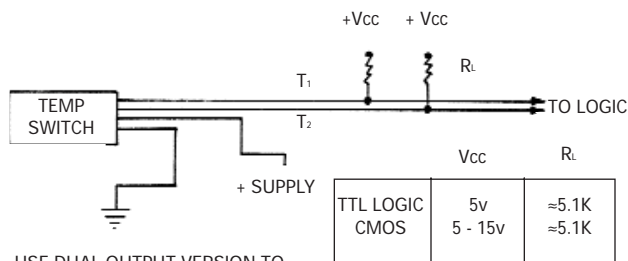 +Vcc + Vcc
T1 RL
TEMP
SWITCH
TO LOGIC
T2
+ SUPPLY
Vcc RL
TTL LOGIC 5v ≈5.1K
CMOS 5 - 15v ≈5.1K
USE DUAL OUTPUT VERSION TO